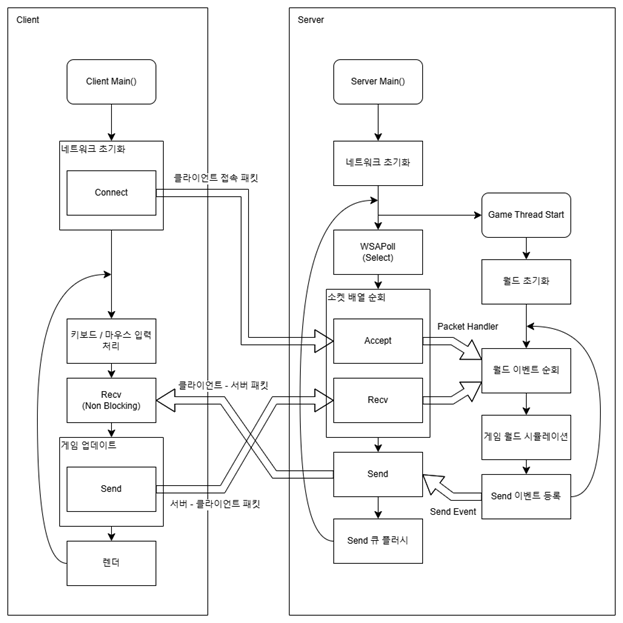 Client
Client Main()
네트워크 초기화
Connect
클라이언트 접속 패킷
키보드 / 마우스 입력
처리
Recv
(Non Blocking)
게임 업데이트
Send
렌더
클라이언트 - 서버 패킷
서버 - 클라이언트 패킷
Server
Server Main()
네트워크 초기화
WSAPoll
(Select)
소켓 배열 순회
Accept
Recv
Send
Send 큐 플러시
Packet Handler
Send Event
Game Thread Start
월드 초기화
월드 이벤트 순회
게임 월드 시뮬레이션
Send 이벤트 등록